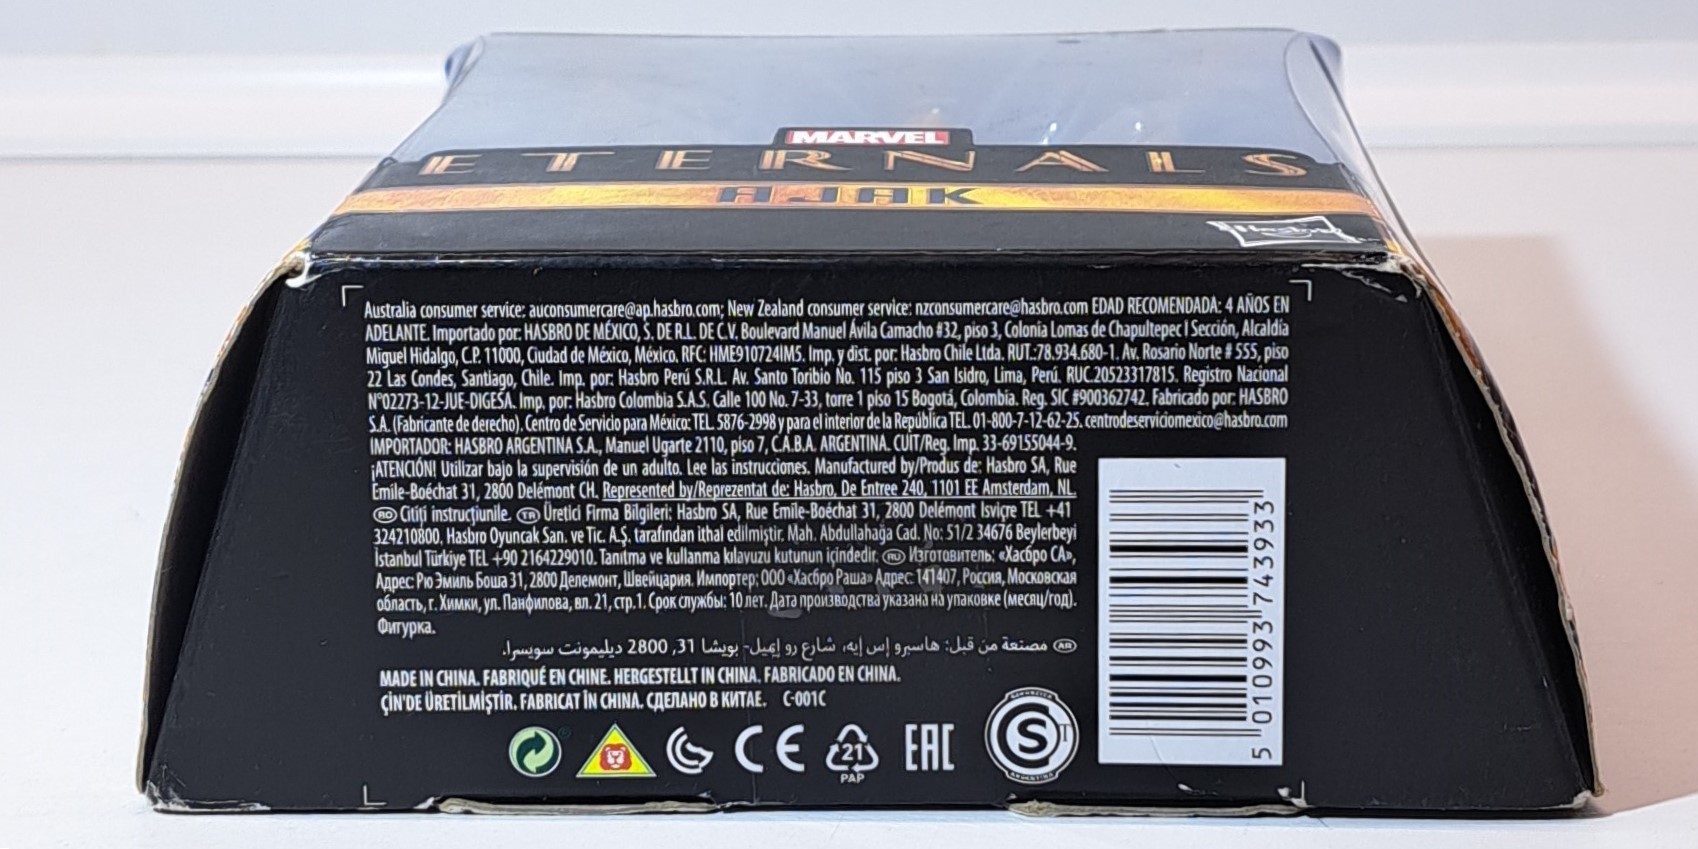 MARVEL
ETERNALS
AJAK
Hasbro
Australia consumer service: auconsumercare@ap.hasbro.com; New Zealand consumer service: nzconsumercare@hasbro.com EDAD RECOMENDADA: 4 AÑOS EN
ADELANTE. Importado por: HASBRO DE MÉXICO, S. DE R.L. DE C.V. Boulevard Manuel Ávila Camacho #32, piso 3, Colonia Lomas de Chapultepec I Sección, Alcaldía
Miguel Hidalgo, C.P. 11000, Ciudad de México, México. RFC: HME910724IM5. Imp. y dist. por: Hasbro Chile Ltda. RUT.:78.934.680-1. Av. Rosario Norte # 555, piso
22 Las Condes, Santiago, Chile. Imp. por: Hasbro Perú S.R.L. Av. Santo Toribio No. 115 piso 3 San Isidro, Lima, Perú. RUC.20523317815. Registro Nacional
N°02273-12-JUE-DIGESA. Imp. por: Hasbro Colombia S.A.S. Calle 100 No. 7-33, torre 1 piso 15 Bogotá, Colombia. Reg. SIC #900362742. Fabricado por: HASBRO
S.A. (Fabricante de derecho). Centro de Servicio para México: TEL. 5876-2998 y para el interior de la República TEL. 01-800-7-12-62-25. centrodeserviciomexico@hasbro.com
IMPORTADOR: HASBRO ARGENTINA S.A., Manuel Ugarte 2110, piso 7, C.A.B.A. ARGENTINA. CUIT/Reg. Imp. 33-69155044-9.
¡ATENCIÓN! Utilizar bajo la supervisión de un adulto. Lee las instrucciones. Manufactured by/Produs de: Hasbro SA, Rue
Emile-Boéchat 31, 2800 Delémont CH. Represented by/Reprezentat de: Hasbro, De Entree 240, 1101 EE Amsterdam, NL.
RO Citiți instrucțiunile. TR Üretici Firma Bilgileri: Hasbro SA, Rue Emile-Boéchat 31, 2800 Delémont İsviçre TEL +41
324210800, Hasbro Oyuncak San. ve Tic. A.Ş. tarafından ithal edilmiştir. Mah. Abdullahağa Cad. No: 51/2 34676 Beylerbeyi
İstanbul Türkiye TEL +90 2164229010. Tanıtma ve kullanma kılavuzu kutunun içindedir. RU Изготовитель: «Хасбро СА»,
Адрес: Рю Эмиль Боша 31, 2800 Делемонт, Швейцария. Импортер: ООО «Хасбро Раша» Адрес: 141407, Россия, Московская
область, г. Химки, ул. Панфилова, вл. 21, стр.1. Срок службы: 10 лет. Дата производства указана на упаковке (месяц/год).
Фигурка.
AR مصنعة من قبل: هاسبرو إس إيه، شارع رو إميل- بويشا 31, 2800 ديليمونت سويسرا.
MADE IN CHINA. FABRIQUÉ EN CHINE. HERGESTELLT IN CHINA. FABRICADO EN CHINA.
ÇİN'DE ÜRETİLMİŞTİR. FABRICAT ÎN CHINA. СДЕЛАНО В КИТАЕ. C-001C
CE
21
PAP
EAC
S T
5 010993 743933